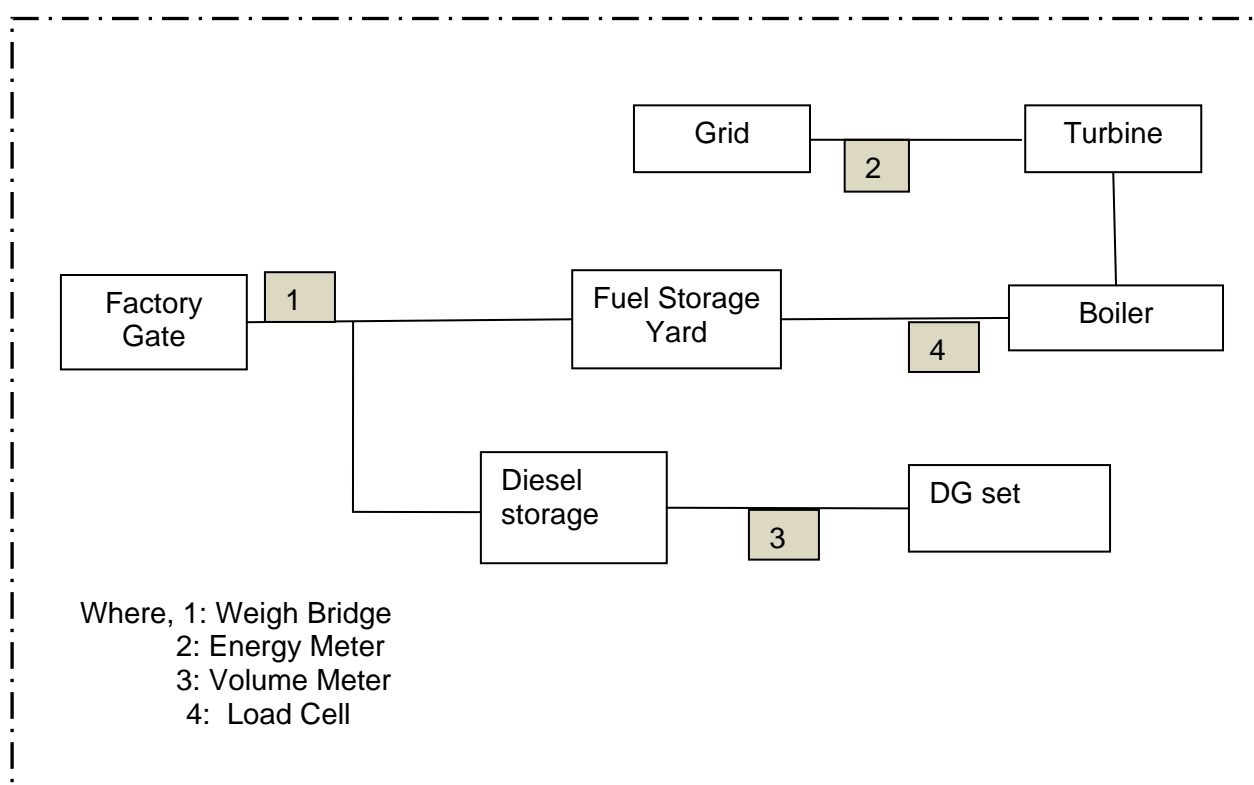 Grid
Turbine
2
Factory
Gate
1
Fuel Storage
Yard
Boiler
4
Diesel
storage
DG set
3
Where, 1: Weigh Bridge
2: Energy Meter
3: Volume Meter
4: Load Cell